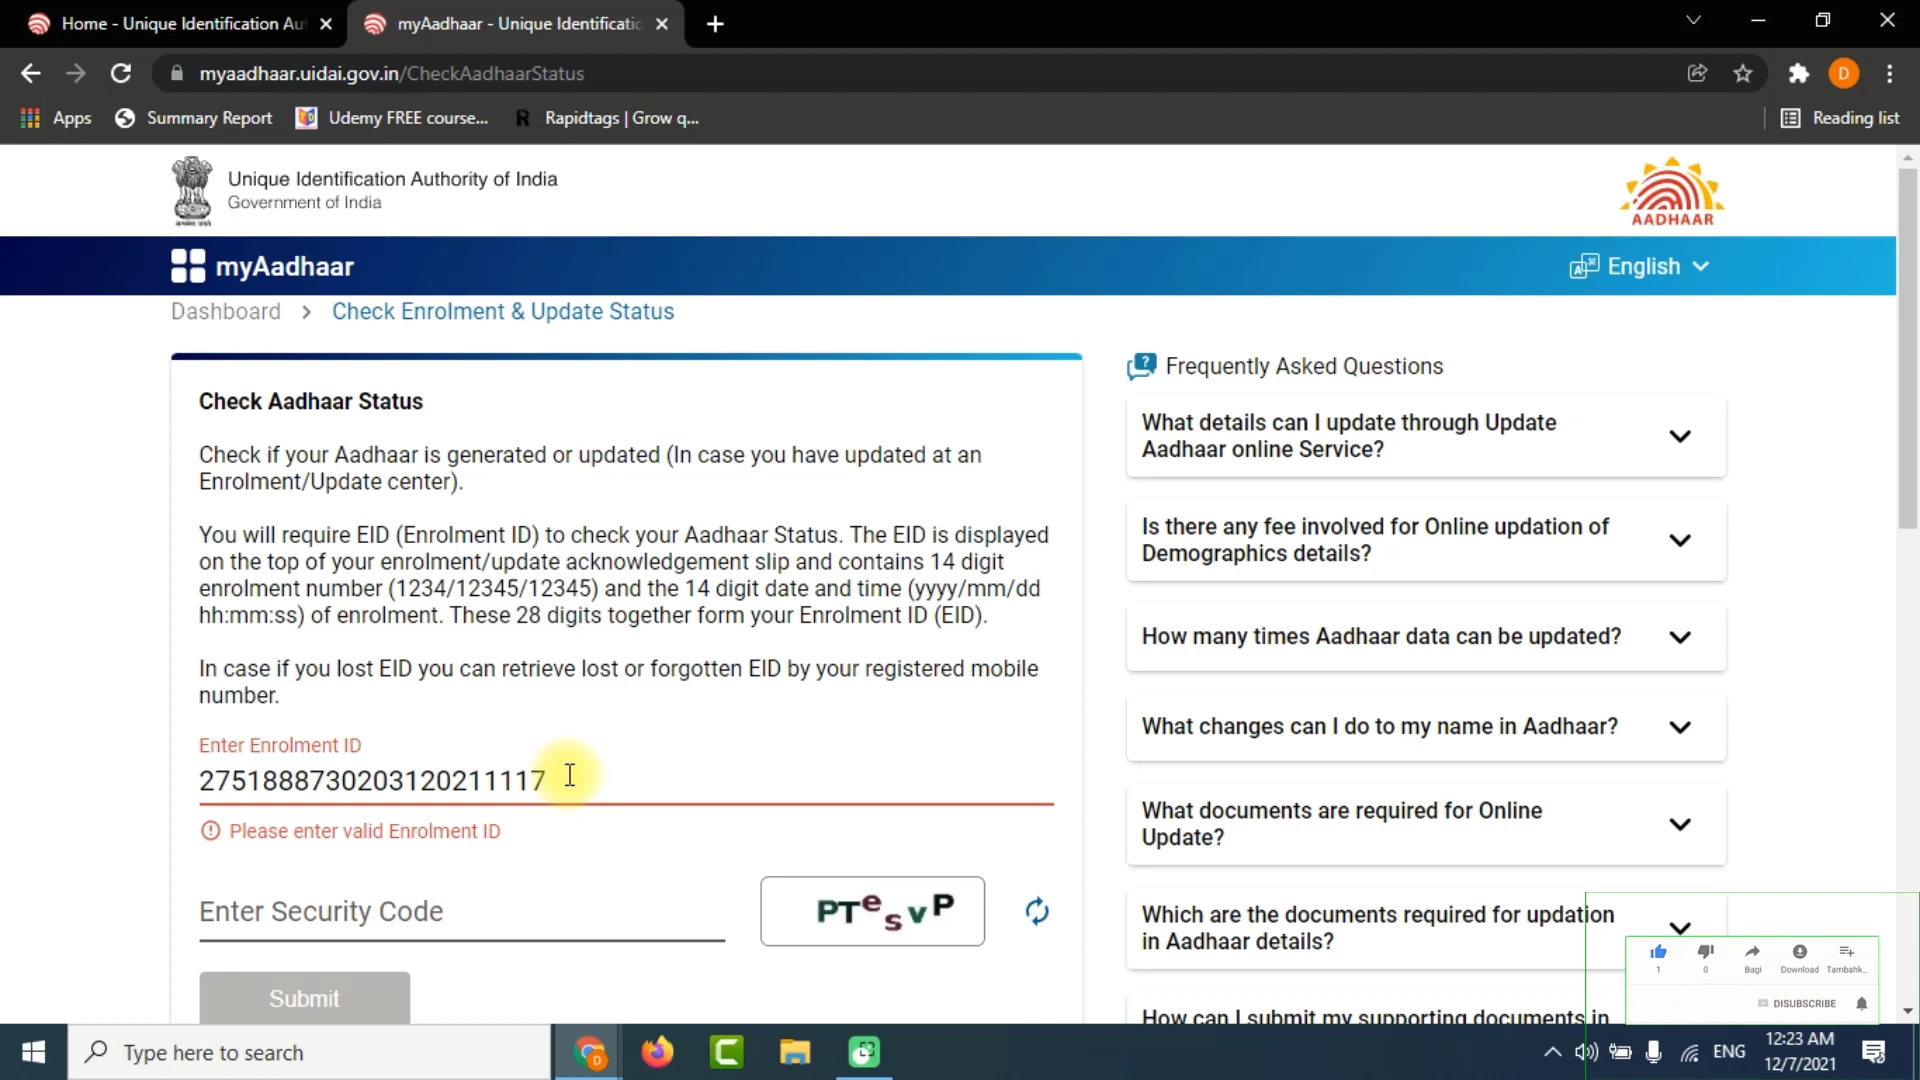 Home - Unique Identification Au
myAadhaar - Unique Identificatio
myaadhaar.uidai.gov.in/CheckAadhaarStatus
D
Apps
Summary Report
Udemy FREE course...
R Rapidtags | Grow q...
Reading list
Unique Identification Authority of India
Government of India
AADHAAR
myAadhaar
English
Dashboard > Check Enrolment & Update Status
Check Aadhaar Status
Check if your Aadhaar is generated or updated (In case you have updated at an
Enrolment/Update center).
You will require EID (Enrolment ID) to check your Aadhaar Status. The EID is displayed
on the top of your enrolment/update acknowledgement slip and contains 14 digit
enrolment number (1234/12345/12345) and the 14 digit date and time (yyyy/mm/dd
hh:mm:ss) of enrolment. These 28 digits together form your Enrolment ID (EID).
In case if you lost EID you can retrieve lost or forgotten EID by your registered mobile
number.
Enter Enrolment ID
2751888730203120211117
Please enter valid Enrolment ID
Enter Security Code
PTesvP
Submit
Frequently Asked Questions
What details can I update through Update
Aadhaar online Service?
Is there any fee involved for Online updation of
Demographics details?
How many times Aadhaar data can be updated?
What changes can I do to my name in Aadhaar?
What documents are required for Online
Update?
Which are the documents required for updation
in Aadhaar details?
How can I submit my supporting documents in
1 0 Bagi Download Tambahk...
DISUBSCRIBE
Type here to search
D
ENG
12:23 AM
12/7/2021